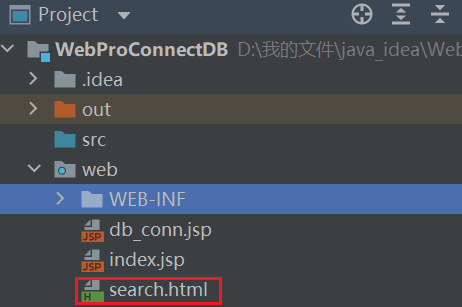 Project
WebProConnectDB D:\我的文件\java_idea\Web
.idea
out
src
web
WEB-INF
JSP db_conn.jsp
JSP index.jsp
H search.html